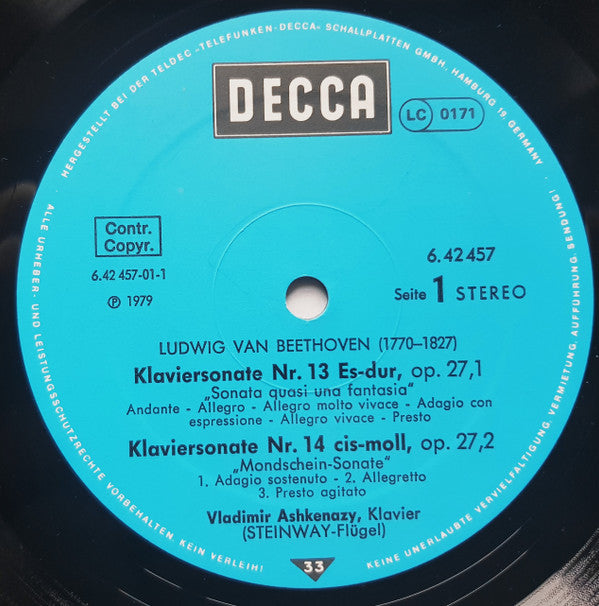 HERGESTELLT BEI DER TELDEC »TELEFUNKEN-DECCA« SCHALLPLATTEN GMBH, HAMBURG 19 GERMANY
DECCA
LC 0171
Contr.
Copyr.
6.42 457-01-1
Ⓟ 1979
6.42 457
Seite 1 STEREO
LUDWIG VAN BEETHOVEN (1770–1827)
Klaviersonate Nr. 13 Es-dur, op. 27,1
„Sonata quasi una fantasia“
Andante - Allegro - Allegro molto vivace - Adagio con
espressione - Allegro vivace - Presto
Klaviersonate Nr. 14 cis-moll, op. 27,2
„Mondschein-Sonate“
1. Adagio sostenuto - 2. Allegretto
3. Presto agitato
Vladimir Ashkenazy, Klavier
(STEINWAY-Flügel)
33
ALLE URHEBER- UND LEISTUNGSSCHUTZRECHTE VORBEHALTEN. KEIN VERLEIH!
KEINE UNERLAUBTE VERVIELFÄLTIGUNG, VERMIETUNG, AUFFÜHRUNG, SENDUNG!